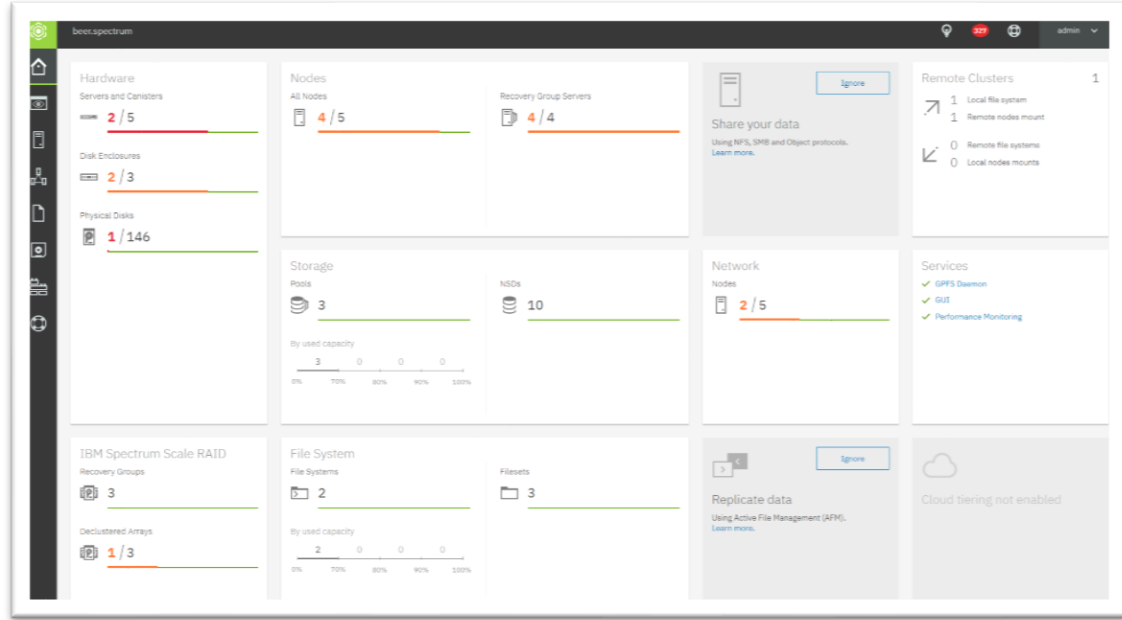 beer.spectrum
327
admin
Hardware
Servers and Canisters
2/5
Disk Enclosures
2/3
Physical Disks
1/146
Nodes
All Nodes
4/5
Recovery Group Servers
4/4
Ignore
Share your data
Using NFS, SMB and Object protocols.
Learn more.
Remote Clusters 1
1 Local file system
1 Remote nodes mount
0 Remote file systems
0 Local nodes mounts
Storage
Pools
3
By used capacity
3 0 0 0
0% 70% 80% 90% 100%
NSDs
10
Network
Nodes
2/5
Services
GPFS Daemon
GUI
Performance Monitoring
IBM Spectrum Scale RAID
Recovery Groups
3
Declustered Arrays
1/3
File System
File Systems
2
By used capacity
2 0 0 0
0% 70% 80% 90% 100%
Filesets
3
Ignore
Replicate data
Using Active File Management (AFM).
Learn more.
Cloud tiering not enabled